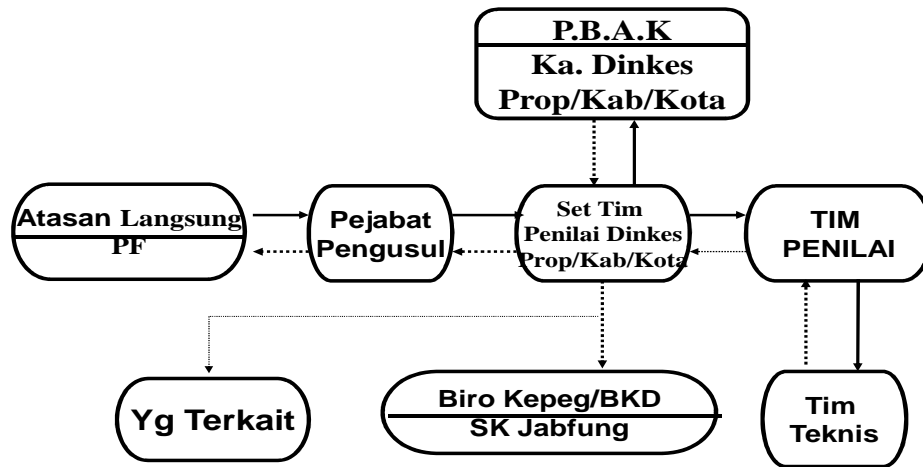 P.B.A.K
Ka. Dinkes
Prop/Kab/Kota
Atasan Langsung
PF
Pejabat
Pengusul
Set Tim
Penilai Dinkes
Prop/Kab/Kota
TIM
PENILAI
Yg Terkait
Biro Kepeg/BKD
SK Jabfung
Tim
Teknis